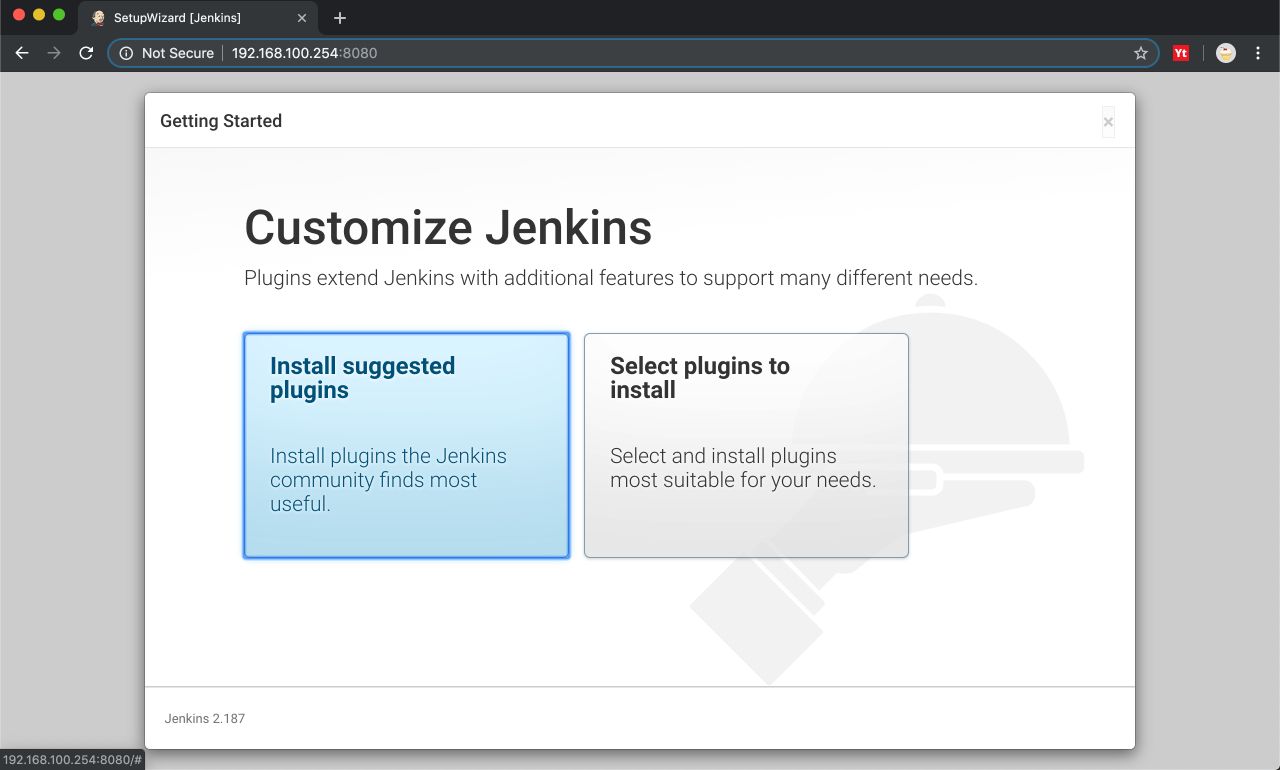 SetupWizard [Jenkins]
Not Secure
192.168.100.254:8080
Yt
Getting Started
Customize Jenkins
Plugins extend Jenkins with additional features to support many different needs.
Install suggested
plugins
Install plugins the Jenkins
community finds most
useful.
Select plugins to
install
Select and install plugins
most suitable for your needs.
Jenkins 2.187
192.168.100.254:8080/#